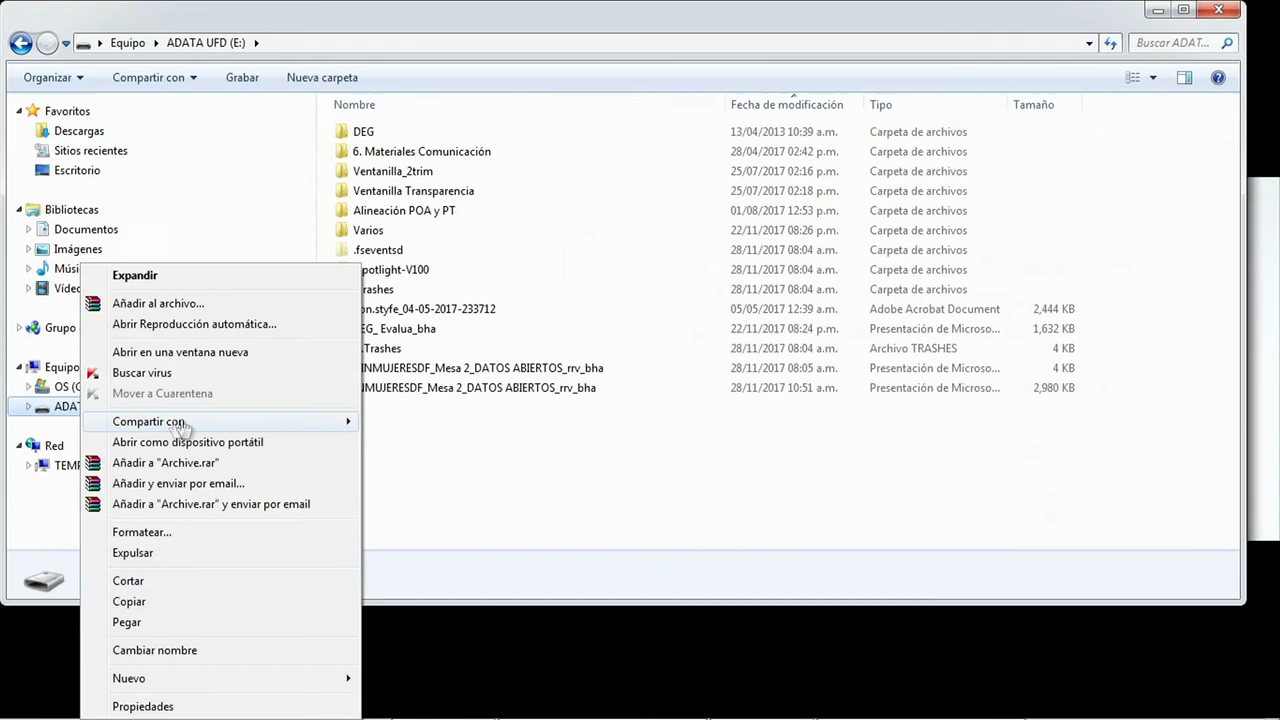 Equipo ADATA UFD (E:)
Buscar ADAT...
Organizar Compartir con Grabar Nueva carpeta
Nombre Fecha de modificación Tipo Tamaño
Favoritos
Descargas
Sitios recientes
Escritorio
Bibliotecas
Documentos
Imágenes
Músi
Vídeo
Grupo
Equipo
OS (C
ADAT
Red
TEMP
DEG 13/04/2013 10:39 a.m. Carpeta de archivos
6. Materiales Comunicación 28/04/2017 02:42 p.m. Carpeta de archivos
Ventanilla_2trim 25/07/2017 02:16 p.m. Carpeta de archivos
Ventanilla Transparencia 25/07/2017 02:18 p.m. Carpeta de archivos
Alineación POA y PT 01/08/2017 12:53 p.m. Carpeta de archivos
Varios 22/11/2017 08:26 p.m. Carpeta de archivos
.fseventsd 28/11/2017 08:04 a.m. Carpeta de archivos
potlight-V100 28/11/2017 08:04 a.m. Carpeta de archivos
rashes 28/11/2017 08:04 a.m. Carpeta de archivos
on.styfe_04-05-2017-233712 05/05/2017 12:39 a.m. Adobe Acrobat Document 2,444 KB
EG_ Evalua_bha 22/11/2017 08:24 p.m. Presentación de Microso... 1,632 KB
.Trashes 28/11/2017 08:04 a.m. Archivo TRASHES 4 KB
INMUJERESDF_Mesa 2_DATOS ABIERTOS_rrv_bha 28/11/2017 08:05 a.m. Presentación de Microso... 4 KB
NMUJERESDF_Mesa 2_DATOS ABIERTOS_rrv_bha 28/11/2017 10:51 a.m. Presentación de Microso... 2,980 KB
Expandir
Añadir al archivo...
Abrir Reproducción automática...
Abrir en una ventana nueva
Buscar virus
Mover a Cuarentena
Compartir con
Abrir como dispositivo portátil
Añadir a "Archive.rar"
Añadir y enviar por email...
Añadir a "Archive.rar" y enviar por email
Formatear...
Expulsar
Cortar
Copiar
Pegar
Cambiar nombre
Nuevo
Propiedades